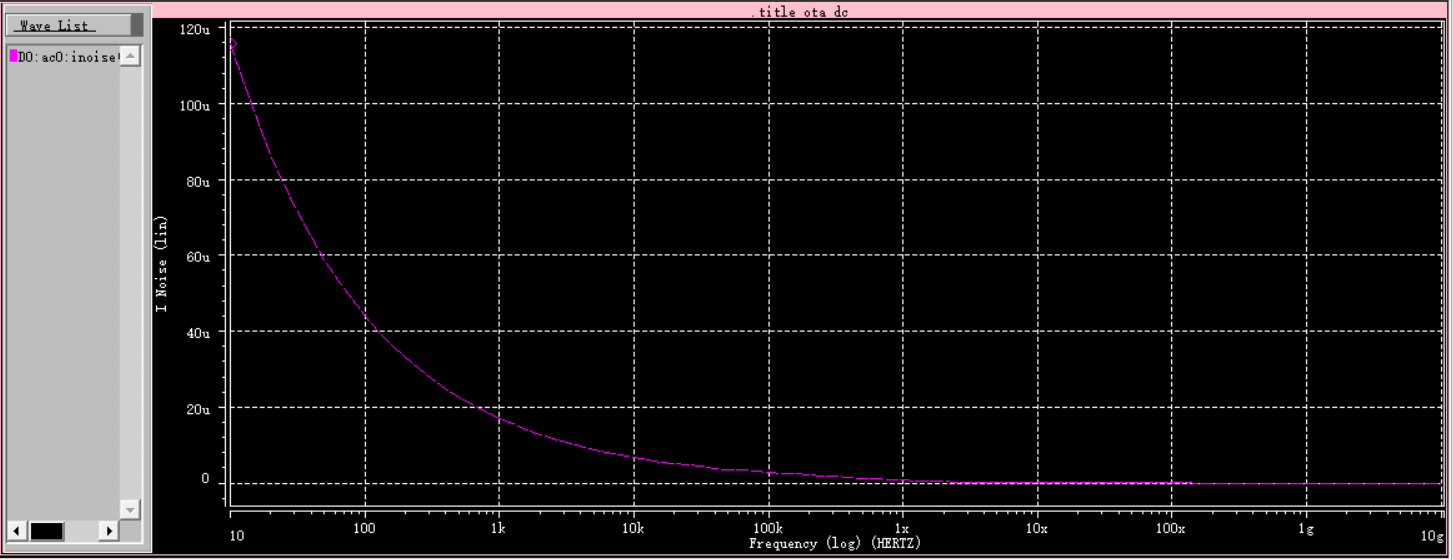 .title ota dc
Wave List
D0:ac0:inoise
120u
100u
80u
60u
40u
20u
0
I Noise (lin)
10
100
1k
10k
100k
1x
10x
100x
1g
10g
Frequency (log) (HERTZ)